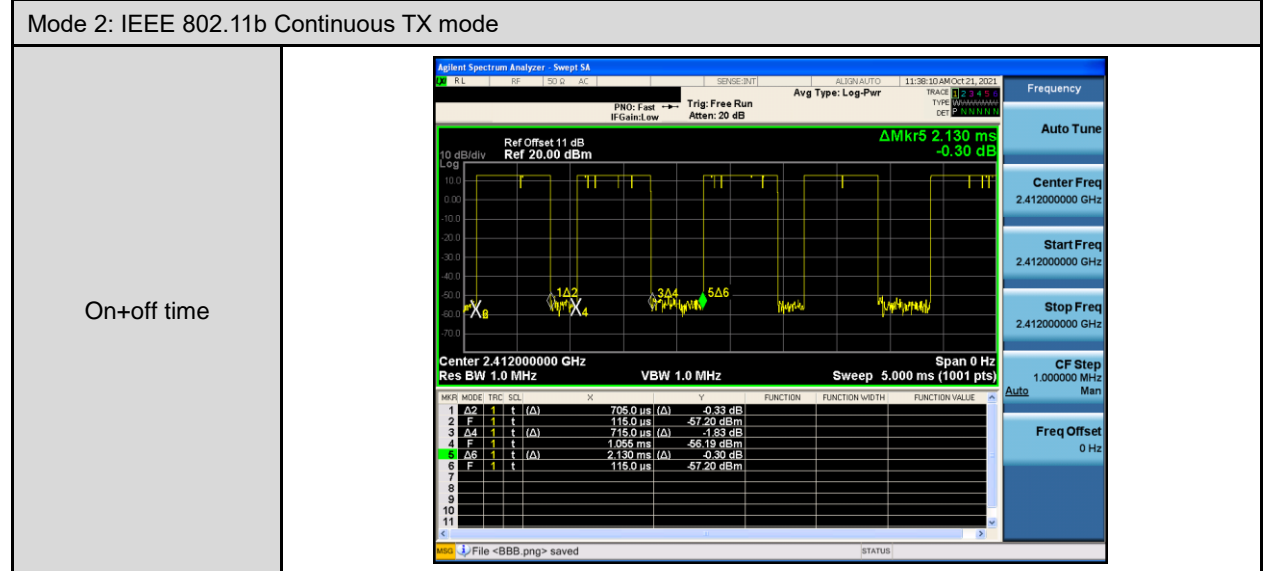 Mode 2: IEEE 802.11b Continuous TX mode
On+off time
Agilent Spectrum Analyzer - Swept SA
RL RF 50 Ω AC SENSE:INT ALIGN AUTO 11:38:10 AM Oct 21, 2021
Avg Type: Log-Pwr TRACE 1 2 3 4 5 6
PNO: Fast Trig: Free Run TYPE
IFGain:Low Atten: 20 dB DET P N N N N N
Frequency
Auto Tune
ΔMkr5 2.130 ms
-0.30 dB
Ref Offset 11 dB
10 dB/div Ref 20.00 dBm
Log
10.0
0.00
-10.0
-20.0
-30.0
-40.0
-50.0
-60.0
-70.0
1Δ2 3Δ4 5Δ6
4
Center 2.412000000 GHz Span 0 Hz
Res BW 1.0 MHz VBW 1.0 MHz Sweep 5.000 ms (1001 pts)
MKR MODE TRC SCL X Y FUNCTION FUNCTION WIDTH FUNCTION VALUE
1 Δ2 1 t (Δ) 705.0 µs (Δ) -0.33 dB
2 F 1 t 115.0 µs -57.20 dBm
3 Δ4 1 t (Δ) 715.0 µs (Δ) -1.83 dB
4 F 1 t 1.055 ms -56.19 dBm
5 Δ6 1 t (Δ) 2.130 ms (Δ) -0.30 dB
6 F 1 t 115.0 µs -57.20 dBm
7
8
9
10
11
Center Freq
2.412000000 GHz
Start Freq
2.412000000 GHz
Stop Freq
2.412000000 GHz
CF Step
1.000000 MHz
Auto Man
Freq Offset
0 Hz
MSG File <BBB.png> saved STATUS